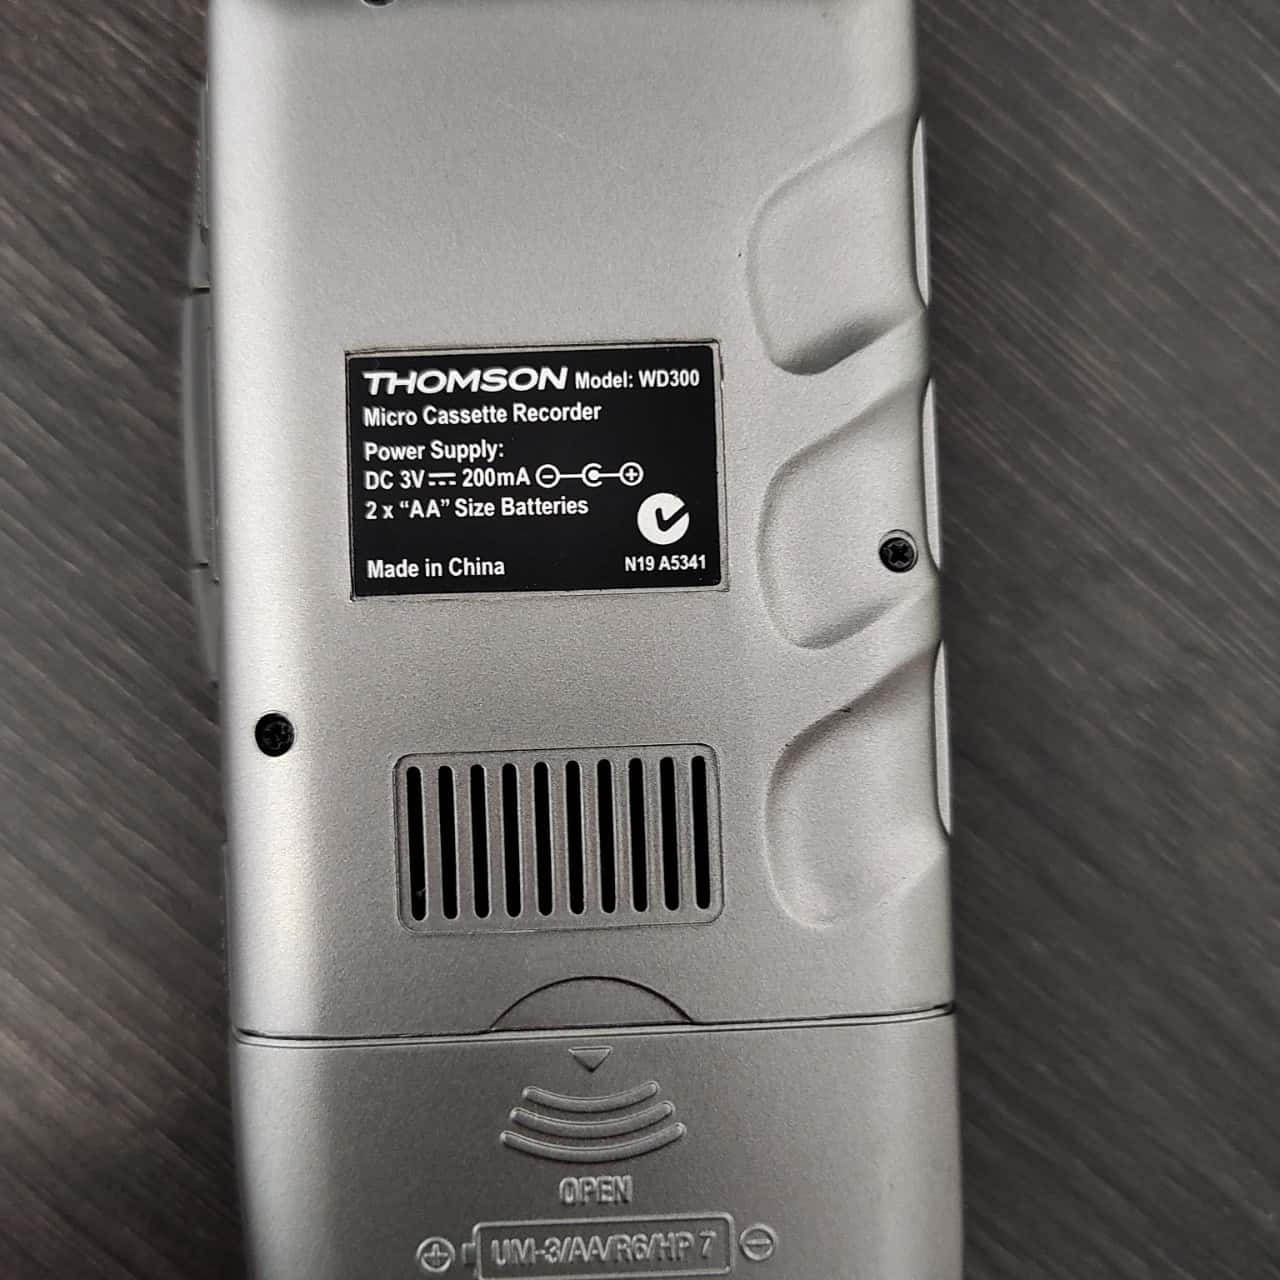 THOMSON Model: WD300
Micro Cassette Recorder
Power Supply:
DC 3V⎓ 200mA ⊖─C─⊕
2 x “AA” Size Batteries
Made in China N19 A5341
OPEN
⊕ UM-3/AA/R6/HP 7 ⊖